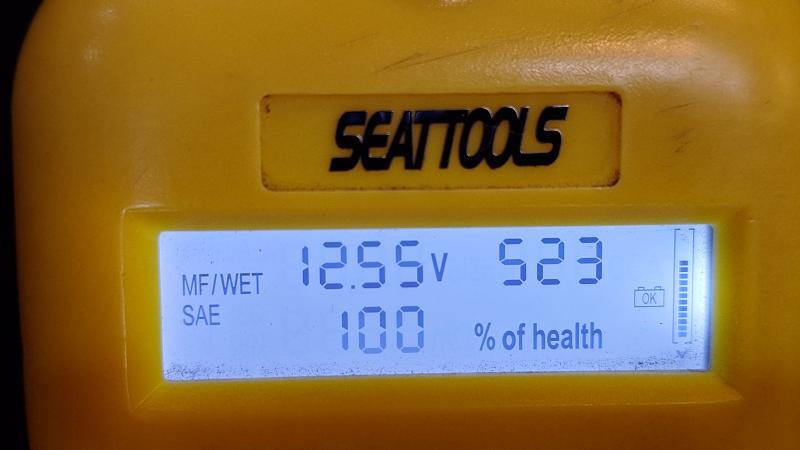 SEATTOOLS
MF/WET 12.55V 523
OK
SAE 100 % of health